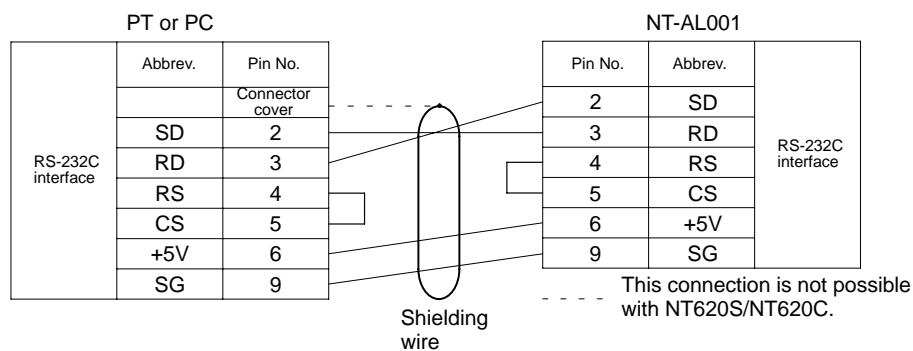 PT or PC
NT-AL001
Abbrev. Pin No.
Connector cover
SD 2
RD 3
RS 4
CS 5
+5V 6
SG 9
RS-232C interface
Pin No. Abbrev.
2 SD
3 RD
4 RS
5 CS
6 +5V
9 SG
RS-232C interface
Shielding wire
This connection is not possible
with NT620S/NT620C.